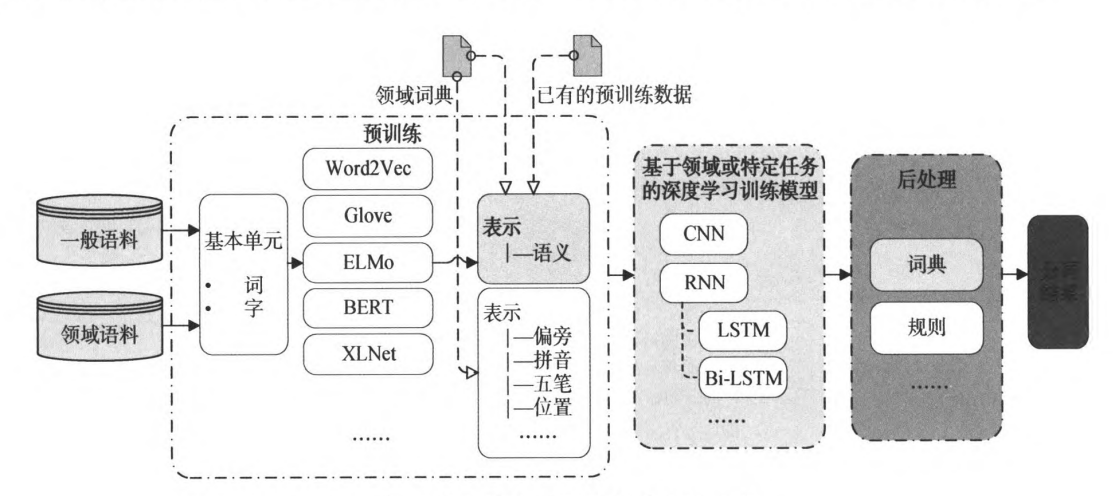 领域词典
已有的预训练数据
预训练
一般语料
领域语料
基本单元
• 词
• 字
Word2Vec
Glove
ELMo
BERT
XLNet
......
表示
|—语义
表示
|—偏旁
|—拼音
|—五笔
|—位置
......
基于领域或特定任务
的深度学习训练模型
CNN
RNN
LSTM
Bi-LSTM
......
后处理
词典
规则
......